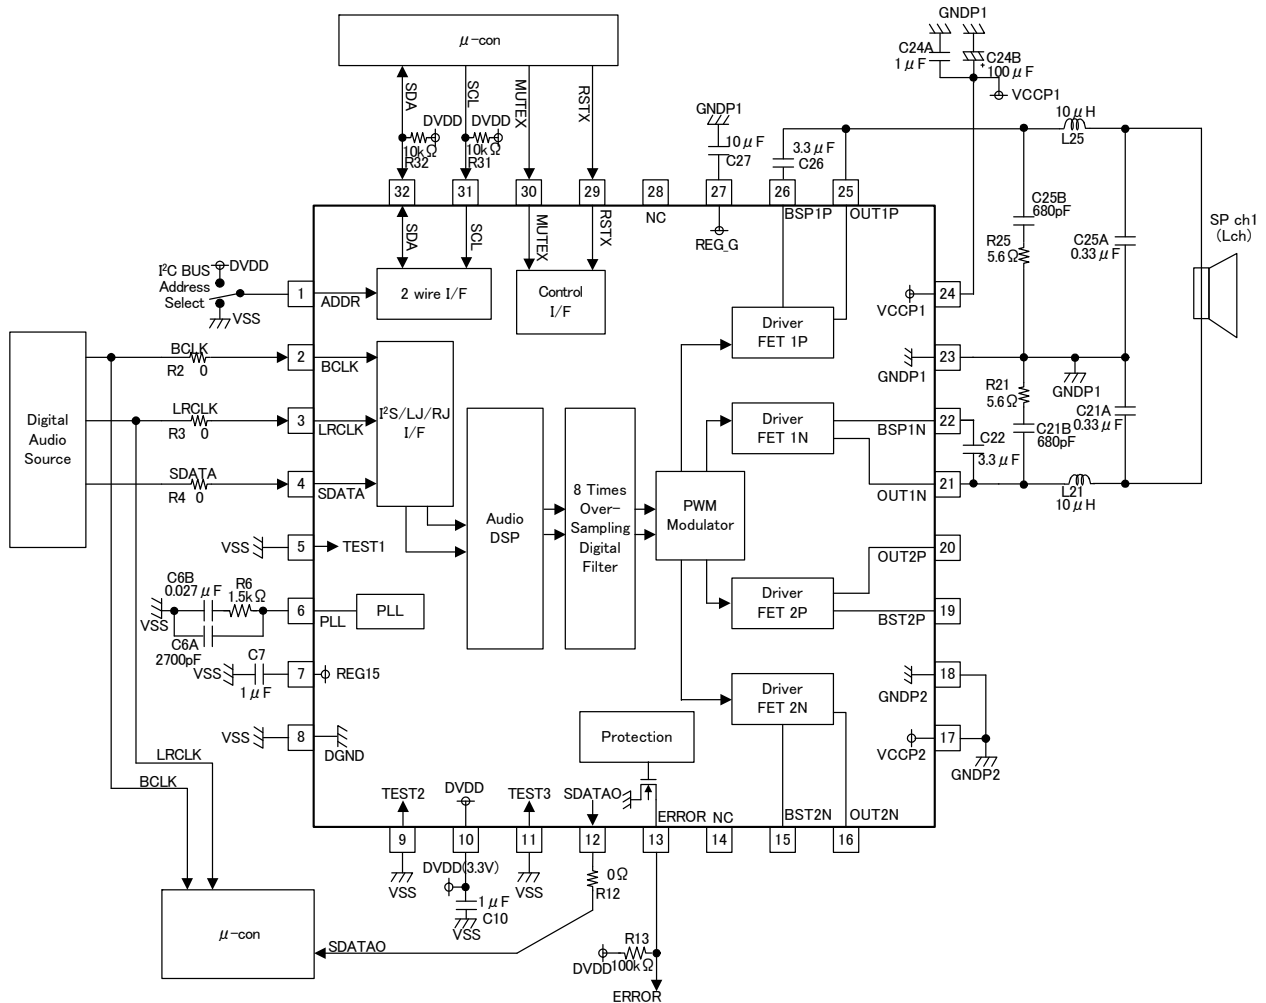 μ-con
SDA
SCL
MUTEX
RSTX
DVDD
10kΩ
R32
DVDD
10kΩ
R31
GNDP1
10μF
C27
3.3μF
C26
GNDP1
C24A
1μF
C24B
+
100μF
VCCP1
10μH
L25
32
31
30
29
28
27
26
25
SDA
SCL
MUTEX
RSTX
NC
REG_G
BSP1P
OUT1P
C25B
680pF
R25
5.6Ω
C25A
0.33μF
SP ch1
(Lch)
I²C BUS
Address
Select
DVDD
VSS
1
ADDR
2 wire I/F
Control
I/F
24
VCCP1
Driver
FET 1P
Digital
Audio
Source
BCLK
R2 0
2
BCLK
23
GNDP1
GNDP1
LRCLK
R3 0
3
LRCLK
I²S/LJ/RJ
I/F
Driver
FET 1N
22
BSP1N
C22
3.3μF
R21
5.6Ω
C21B
680pF
C21A
0.33μF
SDATA
R4 0
4
SDATA
21
OUT1N
L21
10μH
Audio
DSP
8 Times
Over-
Sampling
Digital
Filter
PWM
Modulator
VSS
5
TEST1
OUT2P
20
C6B
0.027μF
R6
1.5kΩ
VSS
C6A
2700pF
6
PLL
PLL
Driver
FET 2P
BST2P
19
VSS
C7
1μF
7
REG15
Driver
FET 2N
18
GNDP2
VSS
8
DGND
Protection
17
VCCP2
GNDP2
LRCLK
BCLK
TEST2
DVDD
TEST3
SDATAO
ERROR
NC
BST2N
OUT2N
9
10
11
12
13
14
15
16
VSS
DVDD(3.3V)
1μF
C10
VSS
VSS
0Ω
R12
μ-con
SDATAO
DVDD
R13
100kΩ
ERROR